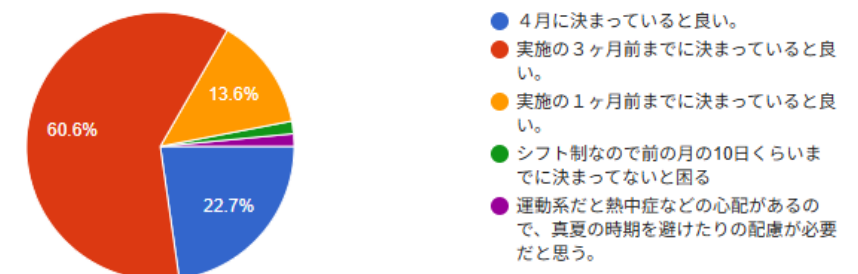 60.6%
13.6%
22.7%
４月に決まっていると良い。
実施の３ヶ月前までに決まっていると良
い。
実施の１ヶ月前までに決まっていると良
い。
シフト制なので前の月の10日くらいま
でに決まってないと困る
運動系だと熱中症などの心配があるの
で、真夏の時期を避けたりの配慮が必要
だと思う。